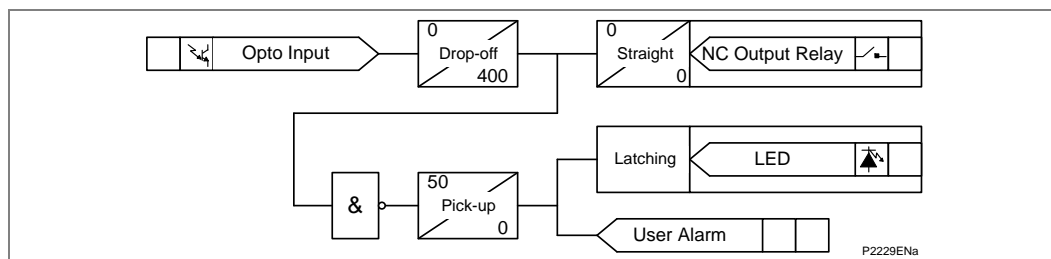 0
Opto Input
Drop-off
400
0
Straight
0
NC Output Relay
Latching
LED
&
50
Pick-up
0
User Alarm
P2229ENa